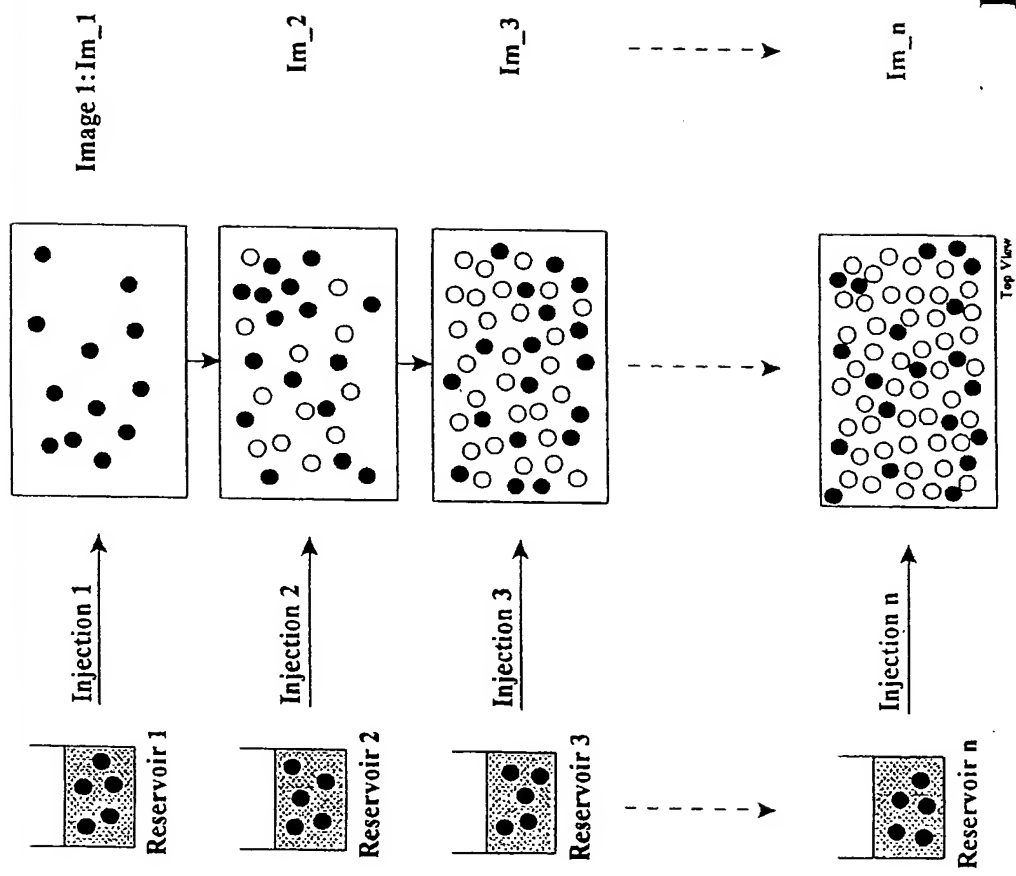 Reservoir 1
Injection 1
Image 1:Im_1
Reservoir 2
Injection 2
Im_2
Reservoir 3
Injection 3
Im_3
Reservoir n
Injection n
Top View
Im_n